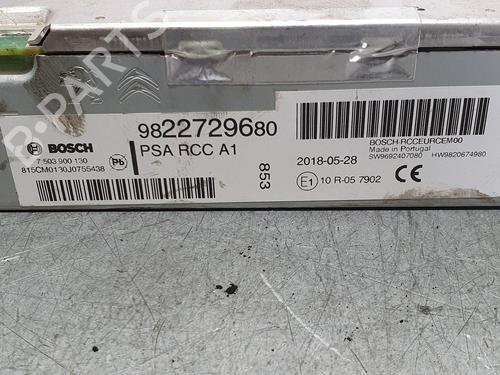 B-PARTS
BOSCH
7 503 900 130
815CM0130J0755438
Pb
9822729680
PSA RCC A1
853
2018-05-28
E1 10 R-05 7902
BOSCH-RCCEURCEM00
Made in Portugal
SW9692407080 HW9820674980
CE